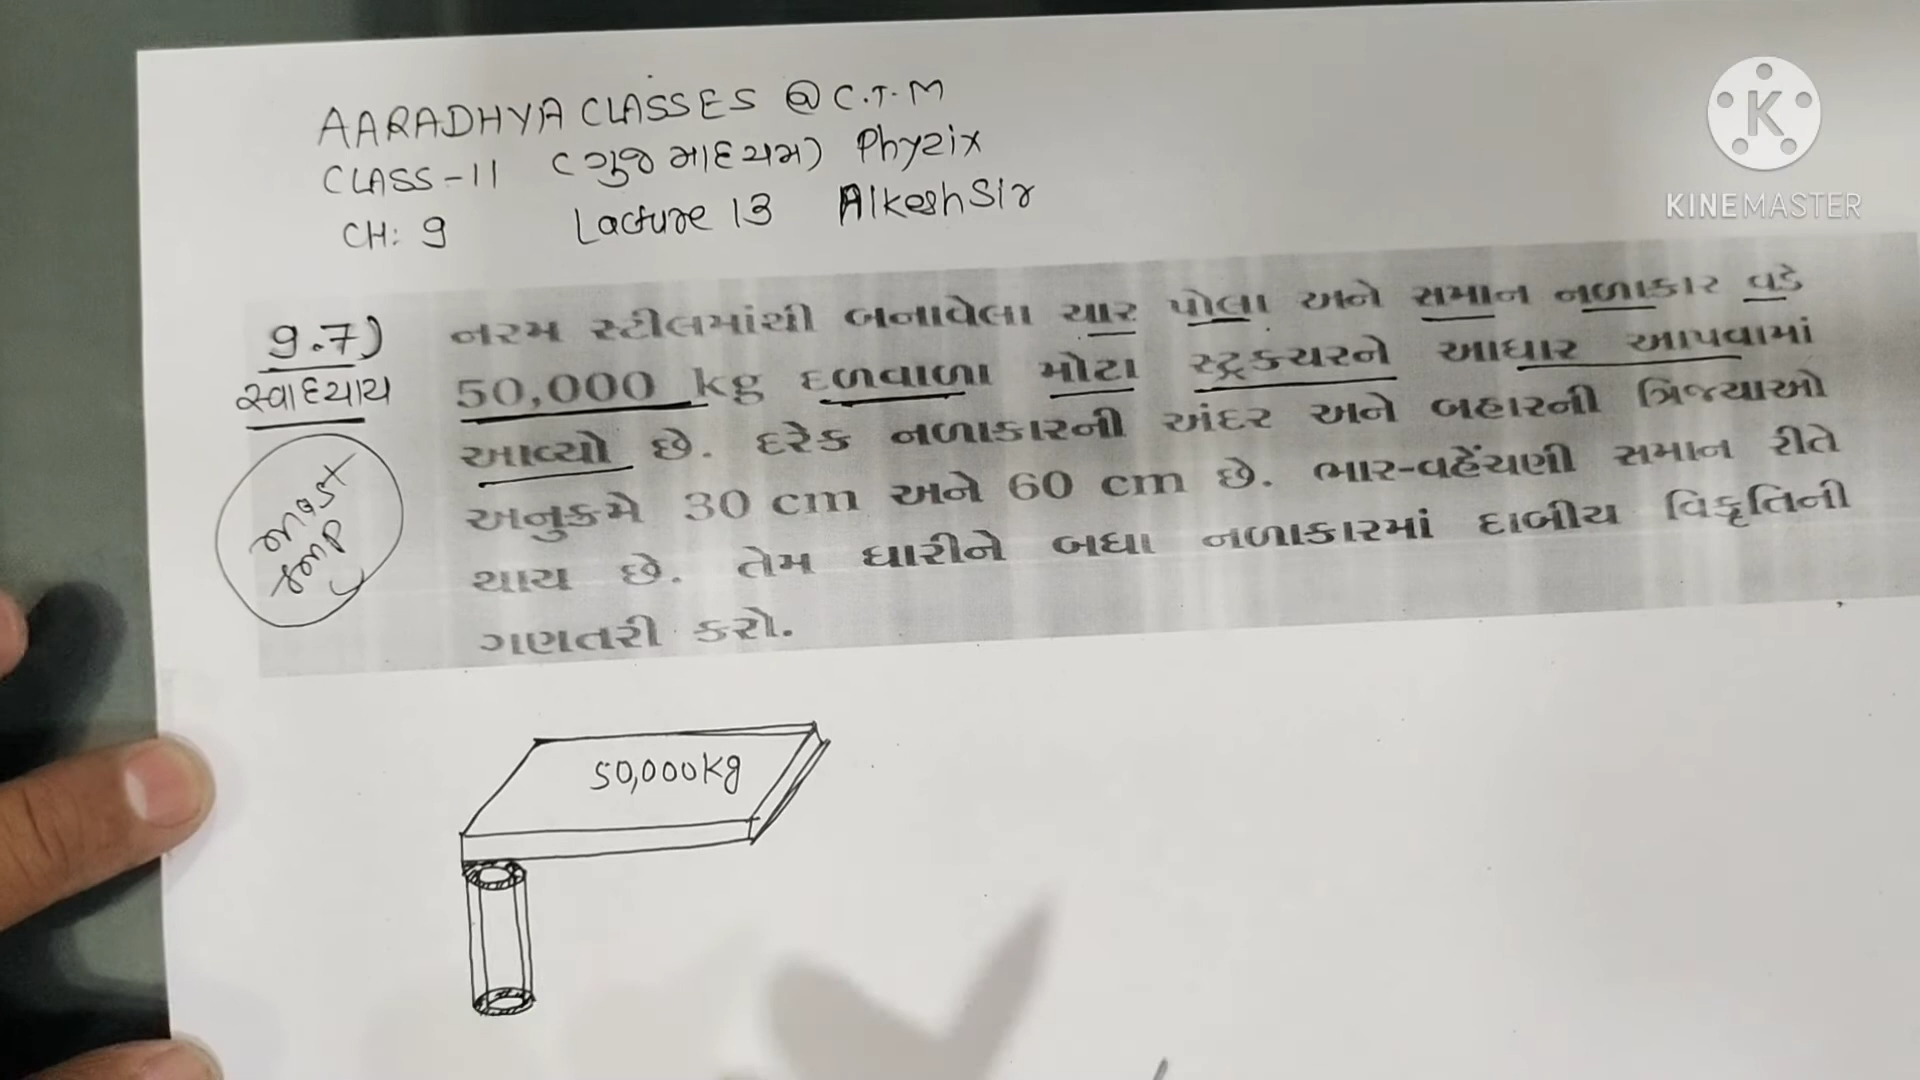 AARADHYA CLASSES @ C.T.M
CLASS-11 (ગુજ માધ્યમ) Phyzix
CH: 9 Lacture 13 Alkesh Sir
KINEMASTER
9.7) નરમ સ્ટીલમાંથી બનાવેલા ચાર પોલા અને સમાન નળાકાર વડે
સ્વાધ્યાય 50,000 kg દળવાળા મોટા સ્ટ્રક્ચરને આધાર આપવામાં
આવ્યો છે. દરેક નળાકારની અંદર અને બહારની ત્રિજ્યાઓ
અનુક્રમે 30 cm અને 60 cm છે. ભાર-વહેંચણી સમાન રીતે
થાય છે. તેમ ધારીને બધા નળાકારમાં દાબીય વિકૃતિની
ગણતરી કરો.
most
50,000kg